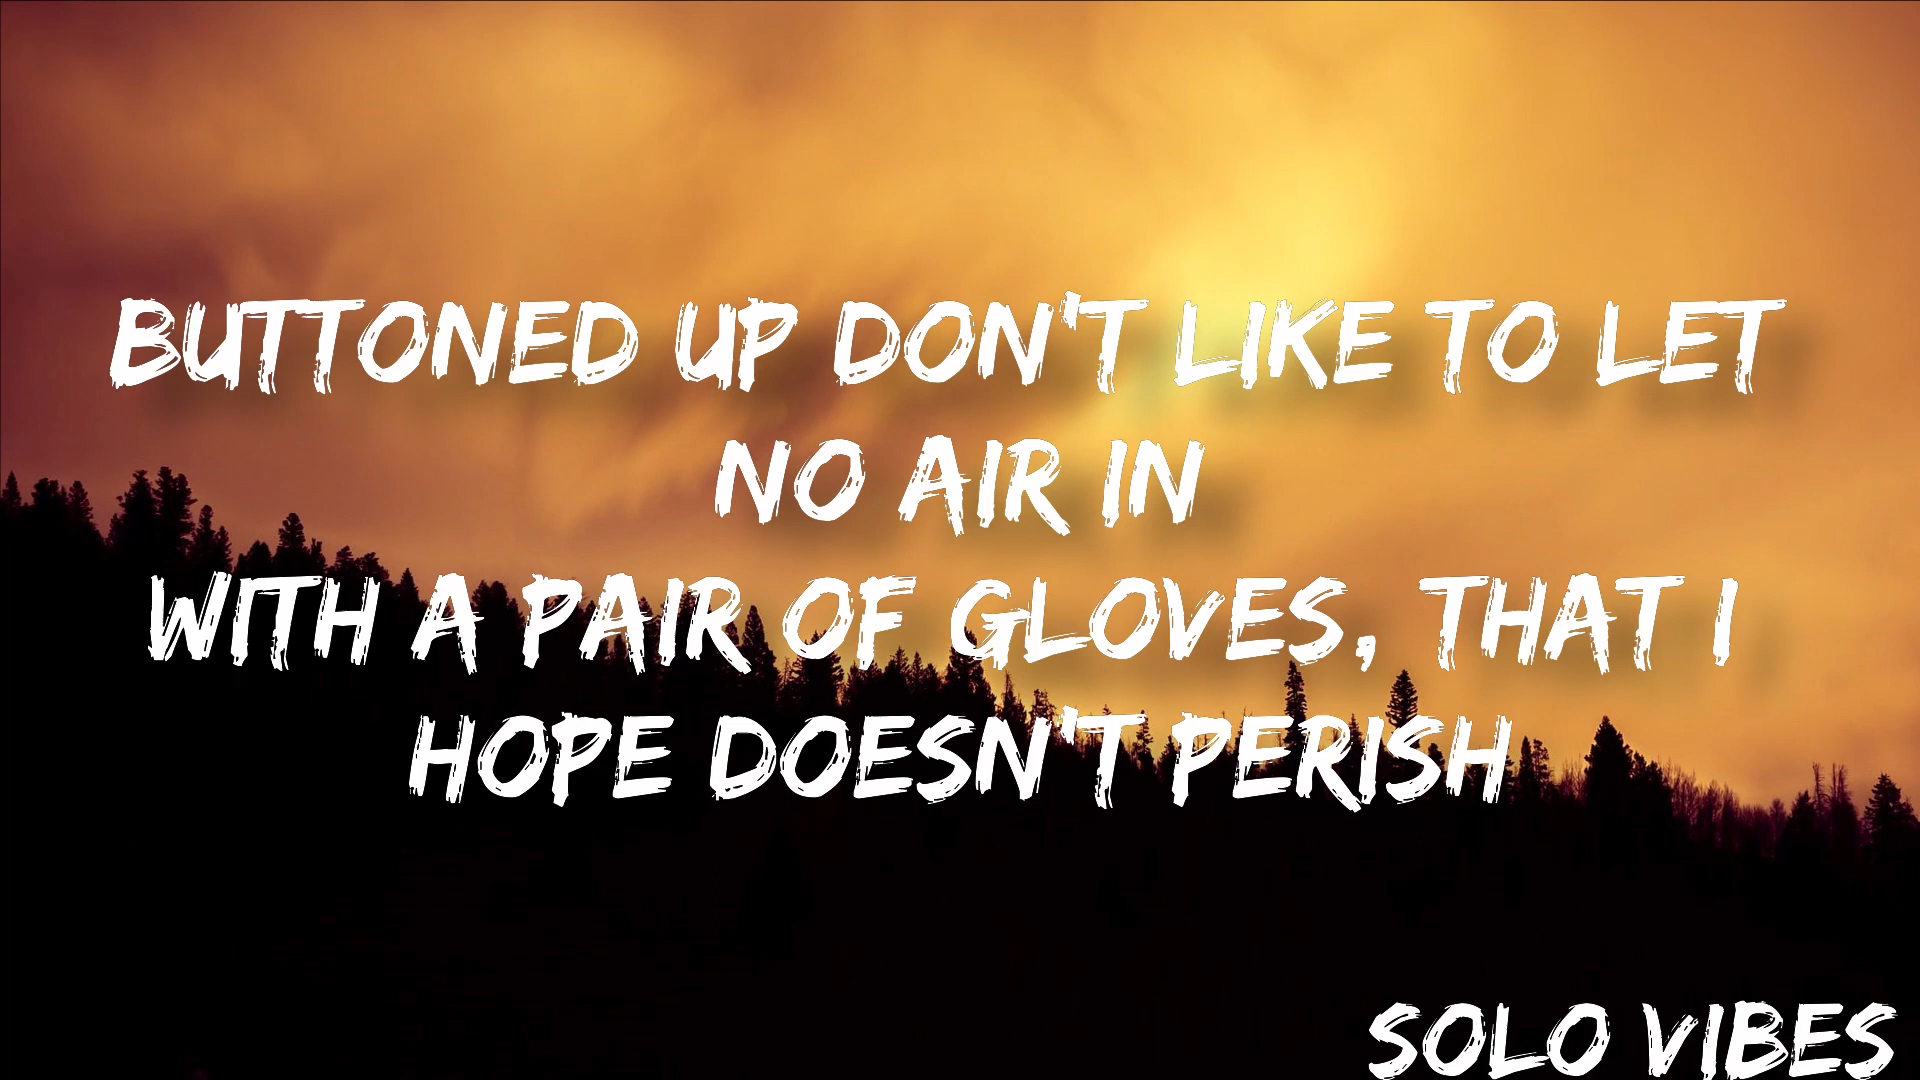 BUTTONED UP DON'T LIKE TO LET
NO AIR IN
WITH A PAIR OF GLOVES, THAT I
HOPE DOESN'T PERISH
SOLO VIBES